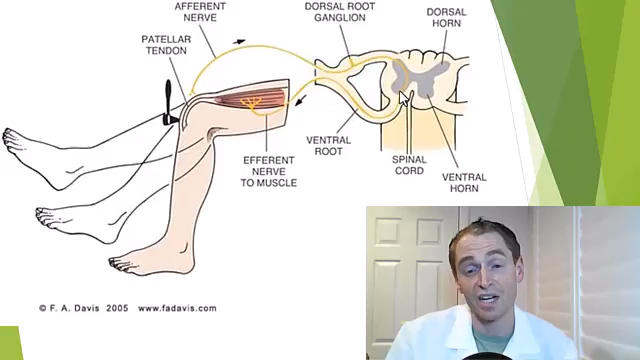 AFFERENT
NERVE
DORSAL ROOT
GANGLION
DORSAL
HORN
PATELLAR
TENDON
VENTRAL
ROOT
EFFERENT
NERVE
TO MUSCLE
SPINAL
CORD
VENTRAL
HORN
© F. A. Davis 2005 www.fadavis.com